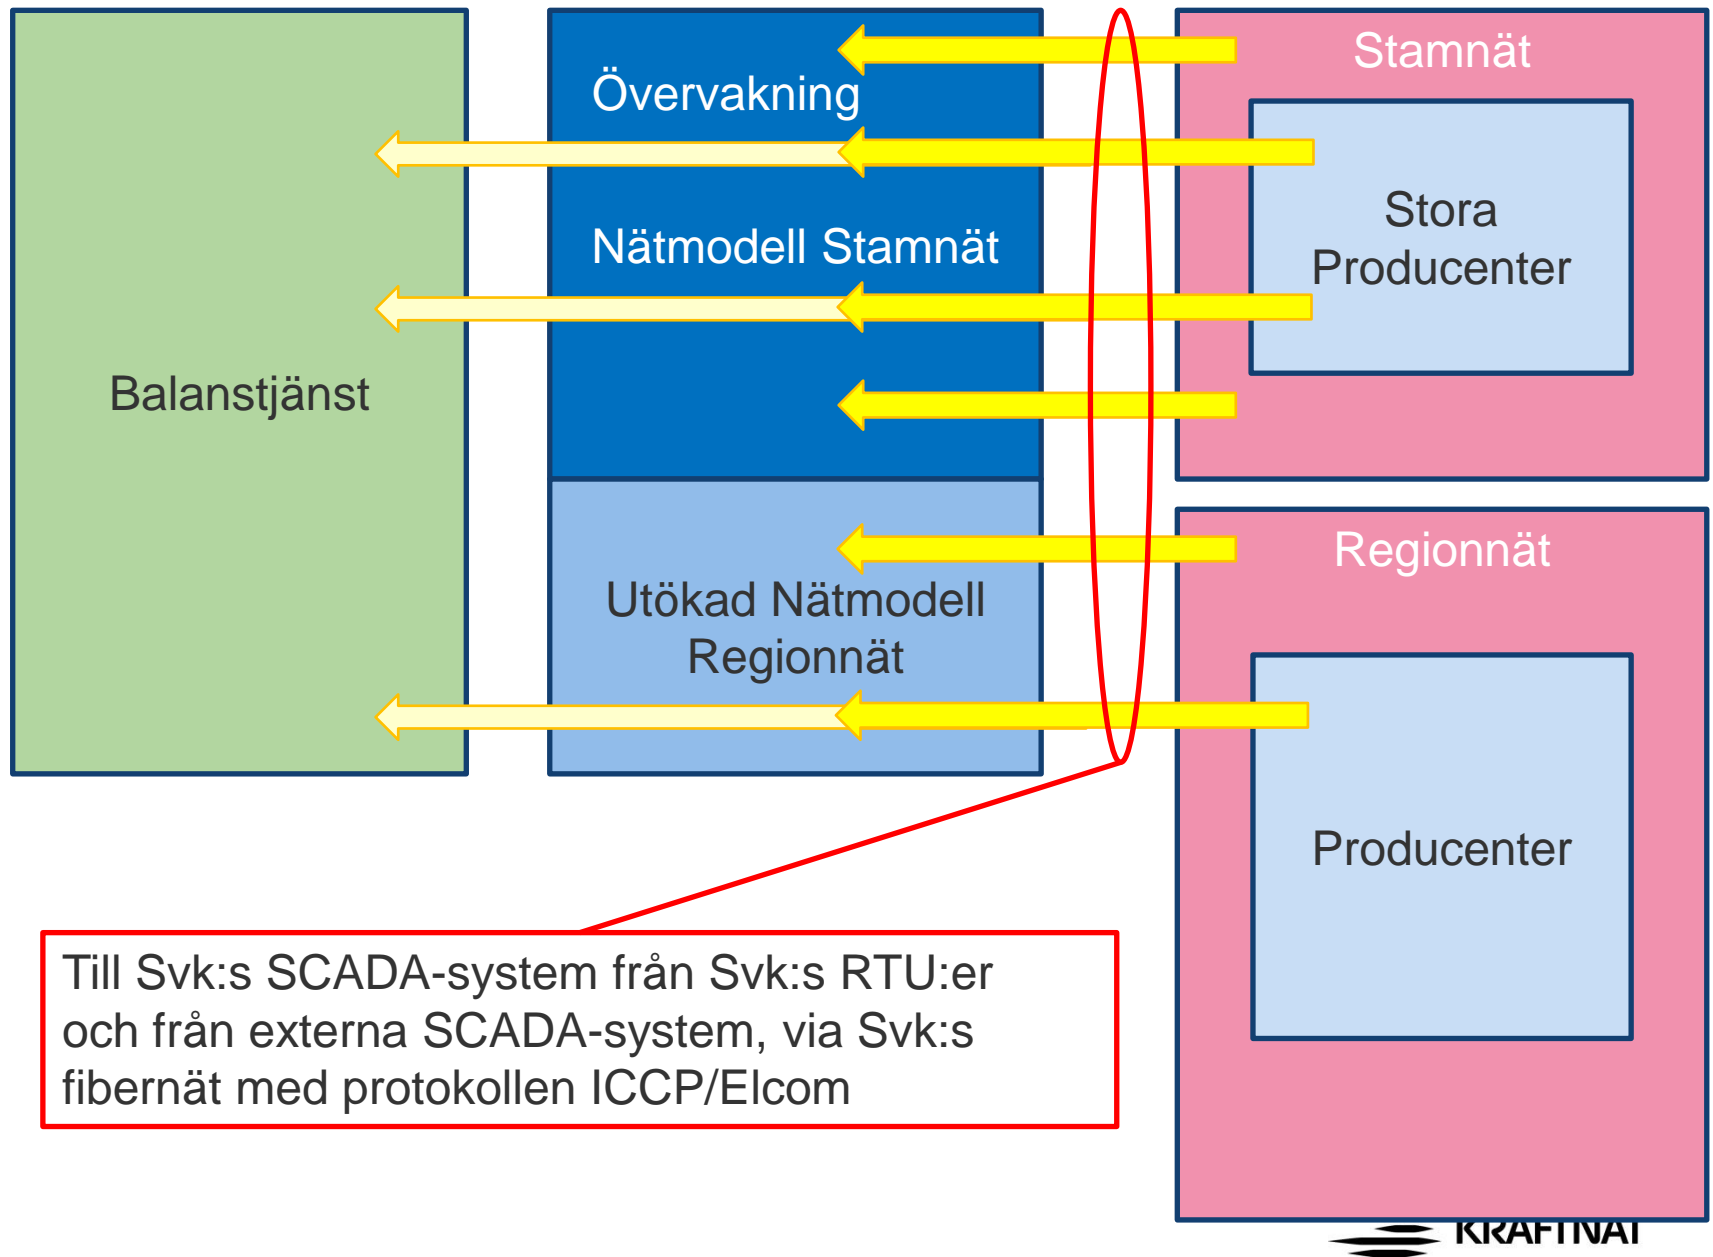 Stamnät
Övervakning
Stora
Producenter
Nätmodell Stamnät
Balanstjänst
Regionnät
Utökad Nätmodell
Regionnät
Producenter
Till Svk:s SCADA-system från Svk:s RTU:er
och från externa SCADA-system, via Svk:s
fibernät med protokollen ICCP/Elcom
KRAFTNÄT